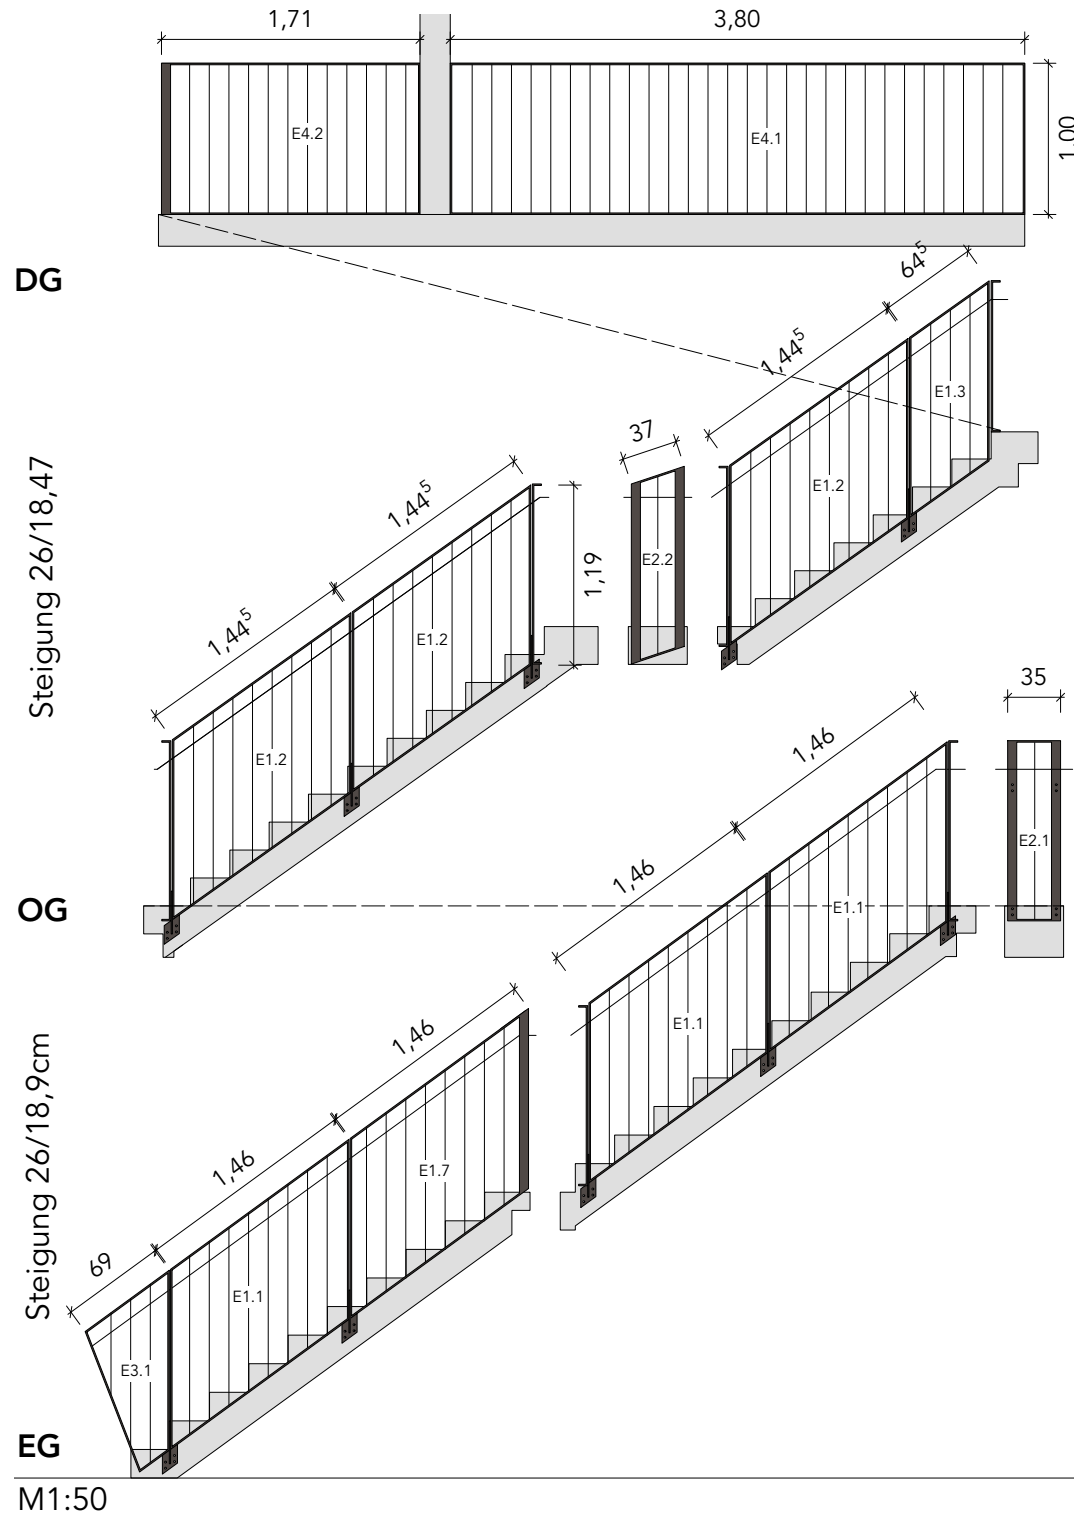 1,71
3,80
E4.2
E4.1
1,00
DG
64⁵
1,44⁵
E1.3
37
E1.2
Steigung 26/18,47
1,44⁵
1,44⁵
1,19
E2.2
E1.2
E1.2
35
1,46
1,46
E2.1
OG
E1.1
E1.1
Steigung 26/18,9cm
1,46
1,46
E1.7
69
E1.1
E3.1
EG
M1:50